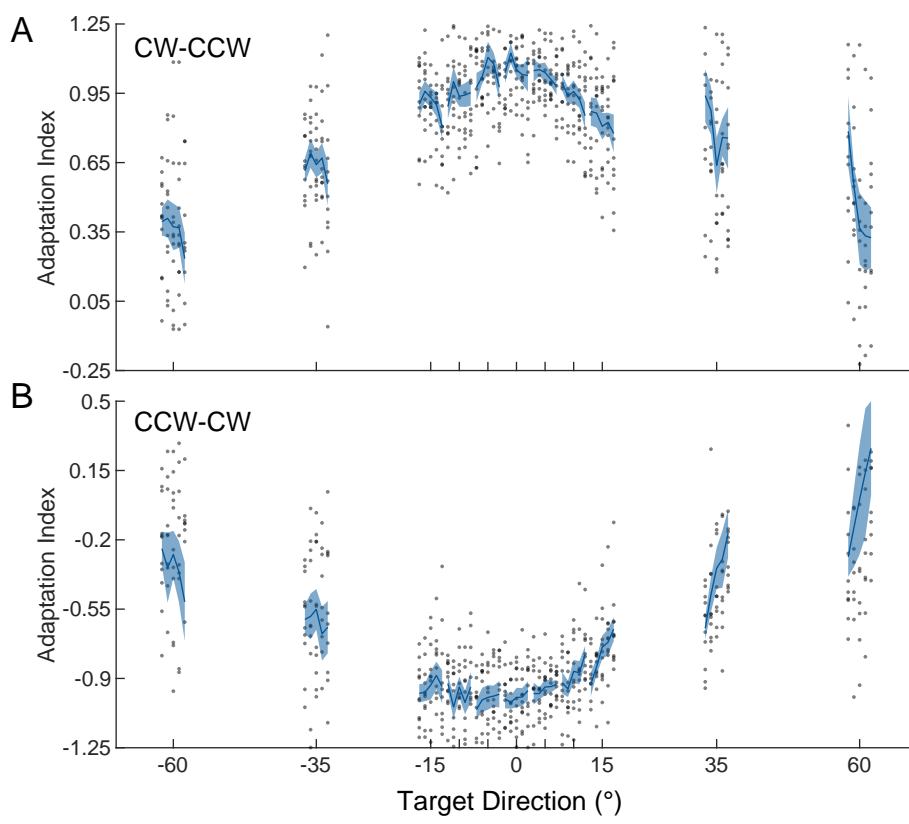 A
CW-CCW
1.25
0.95
0.65
0.35
0.05
-0.25
Adaptation Index
B
CCW-CW
0.5
0.15
-0.2
-0.55
-0.9
-1.25
Adaptation Index
-60 -35 -15 0 15 35 60
Target Direction (°)